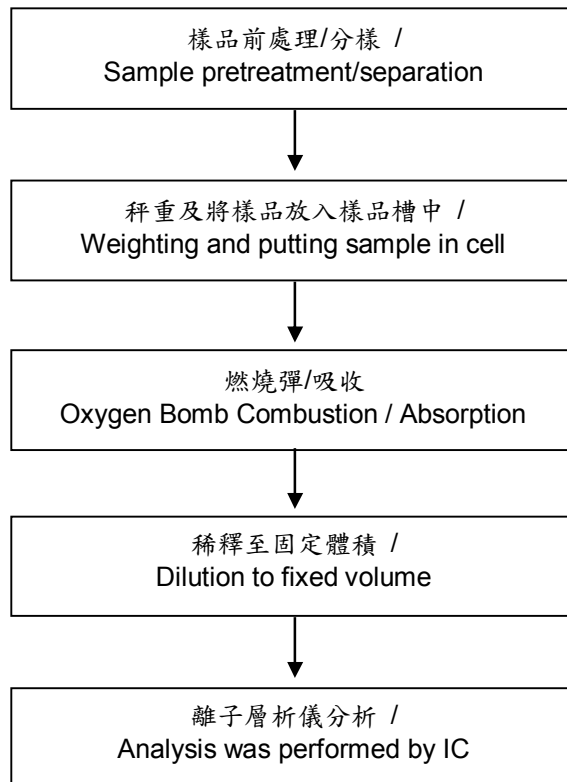 樣品前處理/分樣 /
Sample pretreatment/separation
秤重及將樣品放入樣品槽中 /
Weighting and putting sample in cell
燃燒彈/吸收
Oxygen Bomb Combustion / Absorption
稀釋至固定體積 /
Dilution to fixed volume
離子層析儀分析 /
Analysis was performed by IC